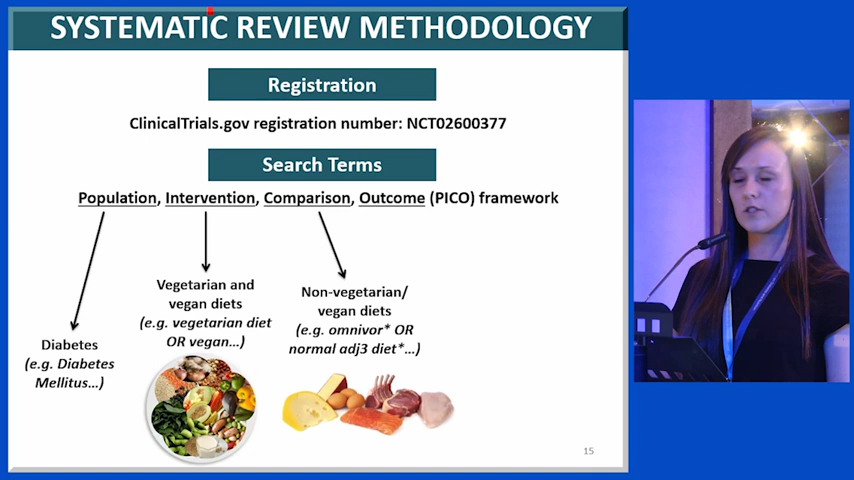 SYSTEMATIC REVIEW METHODOLOGY
Registration
ClinicalTrials.gov registration number: NCT02600377
Search Terms
Population, Intervention, Comparison, Outcome (PICO) framework
Diabetes
(e.g. Diabetes
Mellitus…)
Vegetarian and
vegan diets
(e.g. vegetarian diet
OR vegan…)
Non-vegetarian/
vegan diets
(e.g. omnivor* OR
normal adj3 diet*…)
15